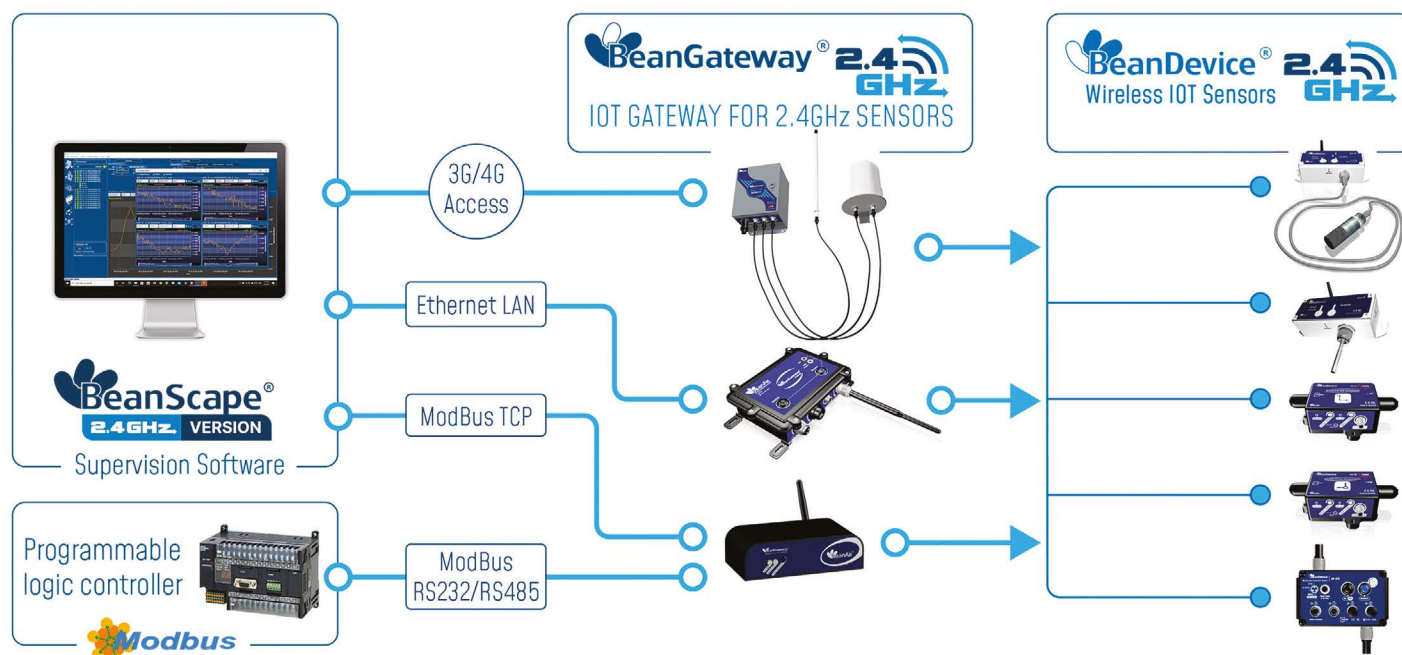 BeanScape®
2.4GHz VERSION
Supervision Software
Programmable
logic controller
Modbus
3G/4G
Access
Ethernet LAN
ModBus TCP
ModBus
RS232/RS485
BeanGateway® 2.4
GHz
IOT GATEWAY FOR 2.4GHz SENSORS
BeanAir
BeanDevice® 2.4
GHz
Wireless IOT Sensors